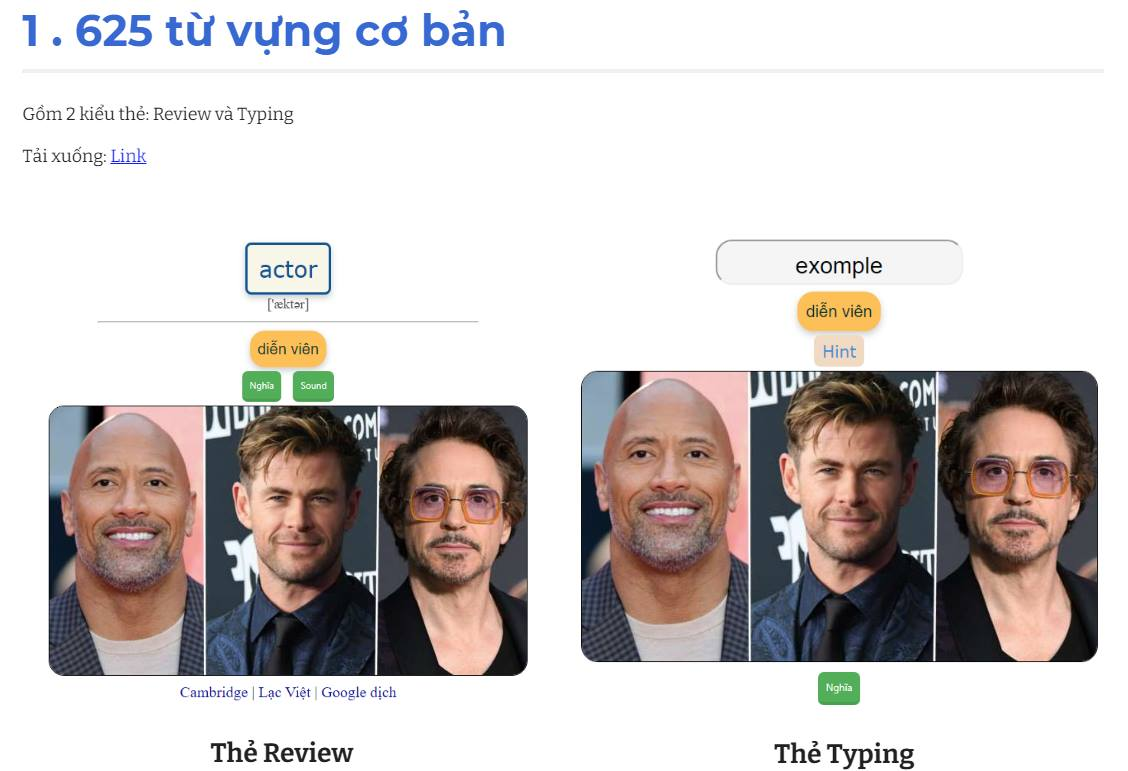 1 . 625 từ vựng cơ bản
Gồm 2 kiểu thẻ: Review và Typing
Tải xuống: Link
actor
['æktər]
diễn viên
Nghĩa Sound
Cambridge | Lạc Việt | Google dịch
Thẻ Review
exomple
diễn viên
Hint
Nghĩa
Thẻ Typing